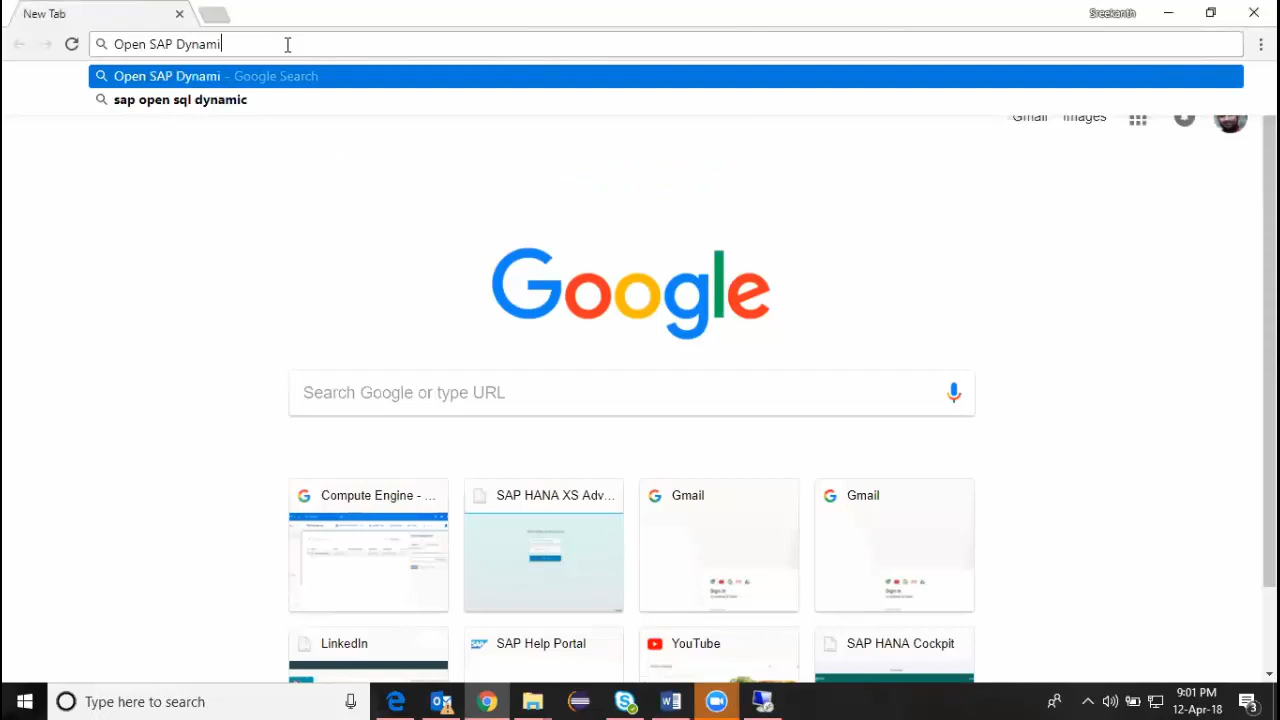 New Tab
Sreekanth
Open SAP Dynami
Open SAP Dynami - Google Search
sap open sql dynamic
Gmail Images
Google
Search Google or type URL
Compute Engine - ...
SAP HANA XS Adv...
Gmail
Gmail
LinkedIn
SAP Help Portal
YouTube
SAP HANA Cockpit
Type here to search
9:01 PM
12-Apr-18
3